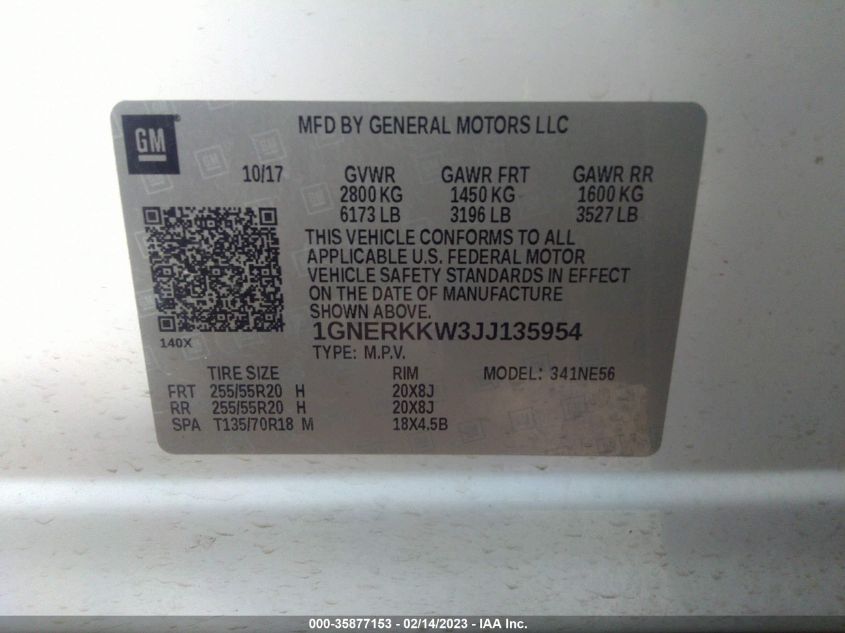 GM
MFD BY GENERAL MOTORS LLC
10/17 GVWR GAWR FRT GAWR RR
2800 KG 1450 KG 1600 KG
6173 LB 3196 LB 3527 LB
THIS VEHICLE CONFORMS TO ALL
APPLICABLE U.S. FEDERAL MOTOR
VEHICLE SAFETY STANDARDS IN EFFECT
ON THE DATE OF MANUFACTURE
SHOWN ABOVE.
140X
1GNERKKW3JJ135954
TYPE: M.P.V.
TIRE SIZE RIM MODEL: 341NE56
FRT 255/55R20 H 20X8J
RR 255/55R20 H 20X8J
SPA T135/70R18 M 18X4.5B
000-35877153 - 02/14/2023 - IAA Inc.